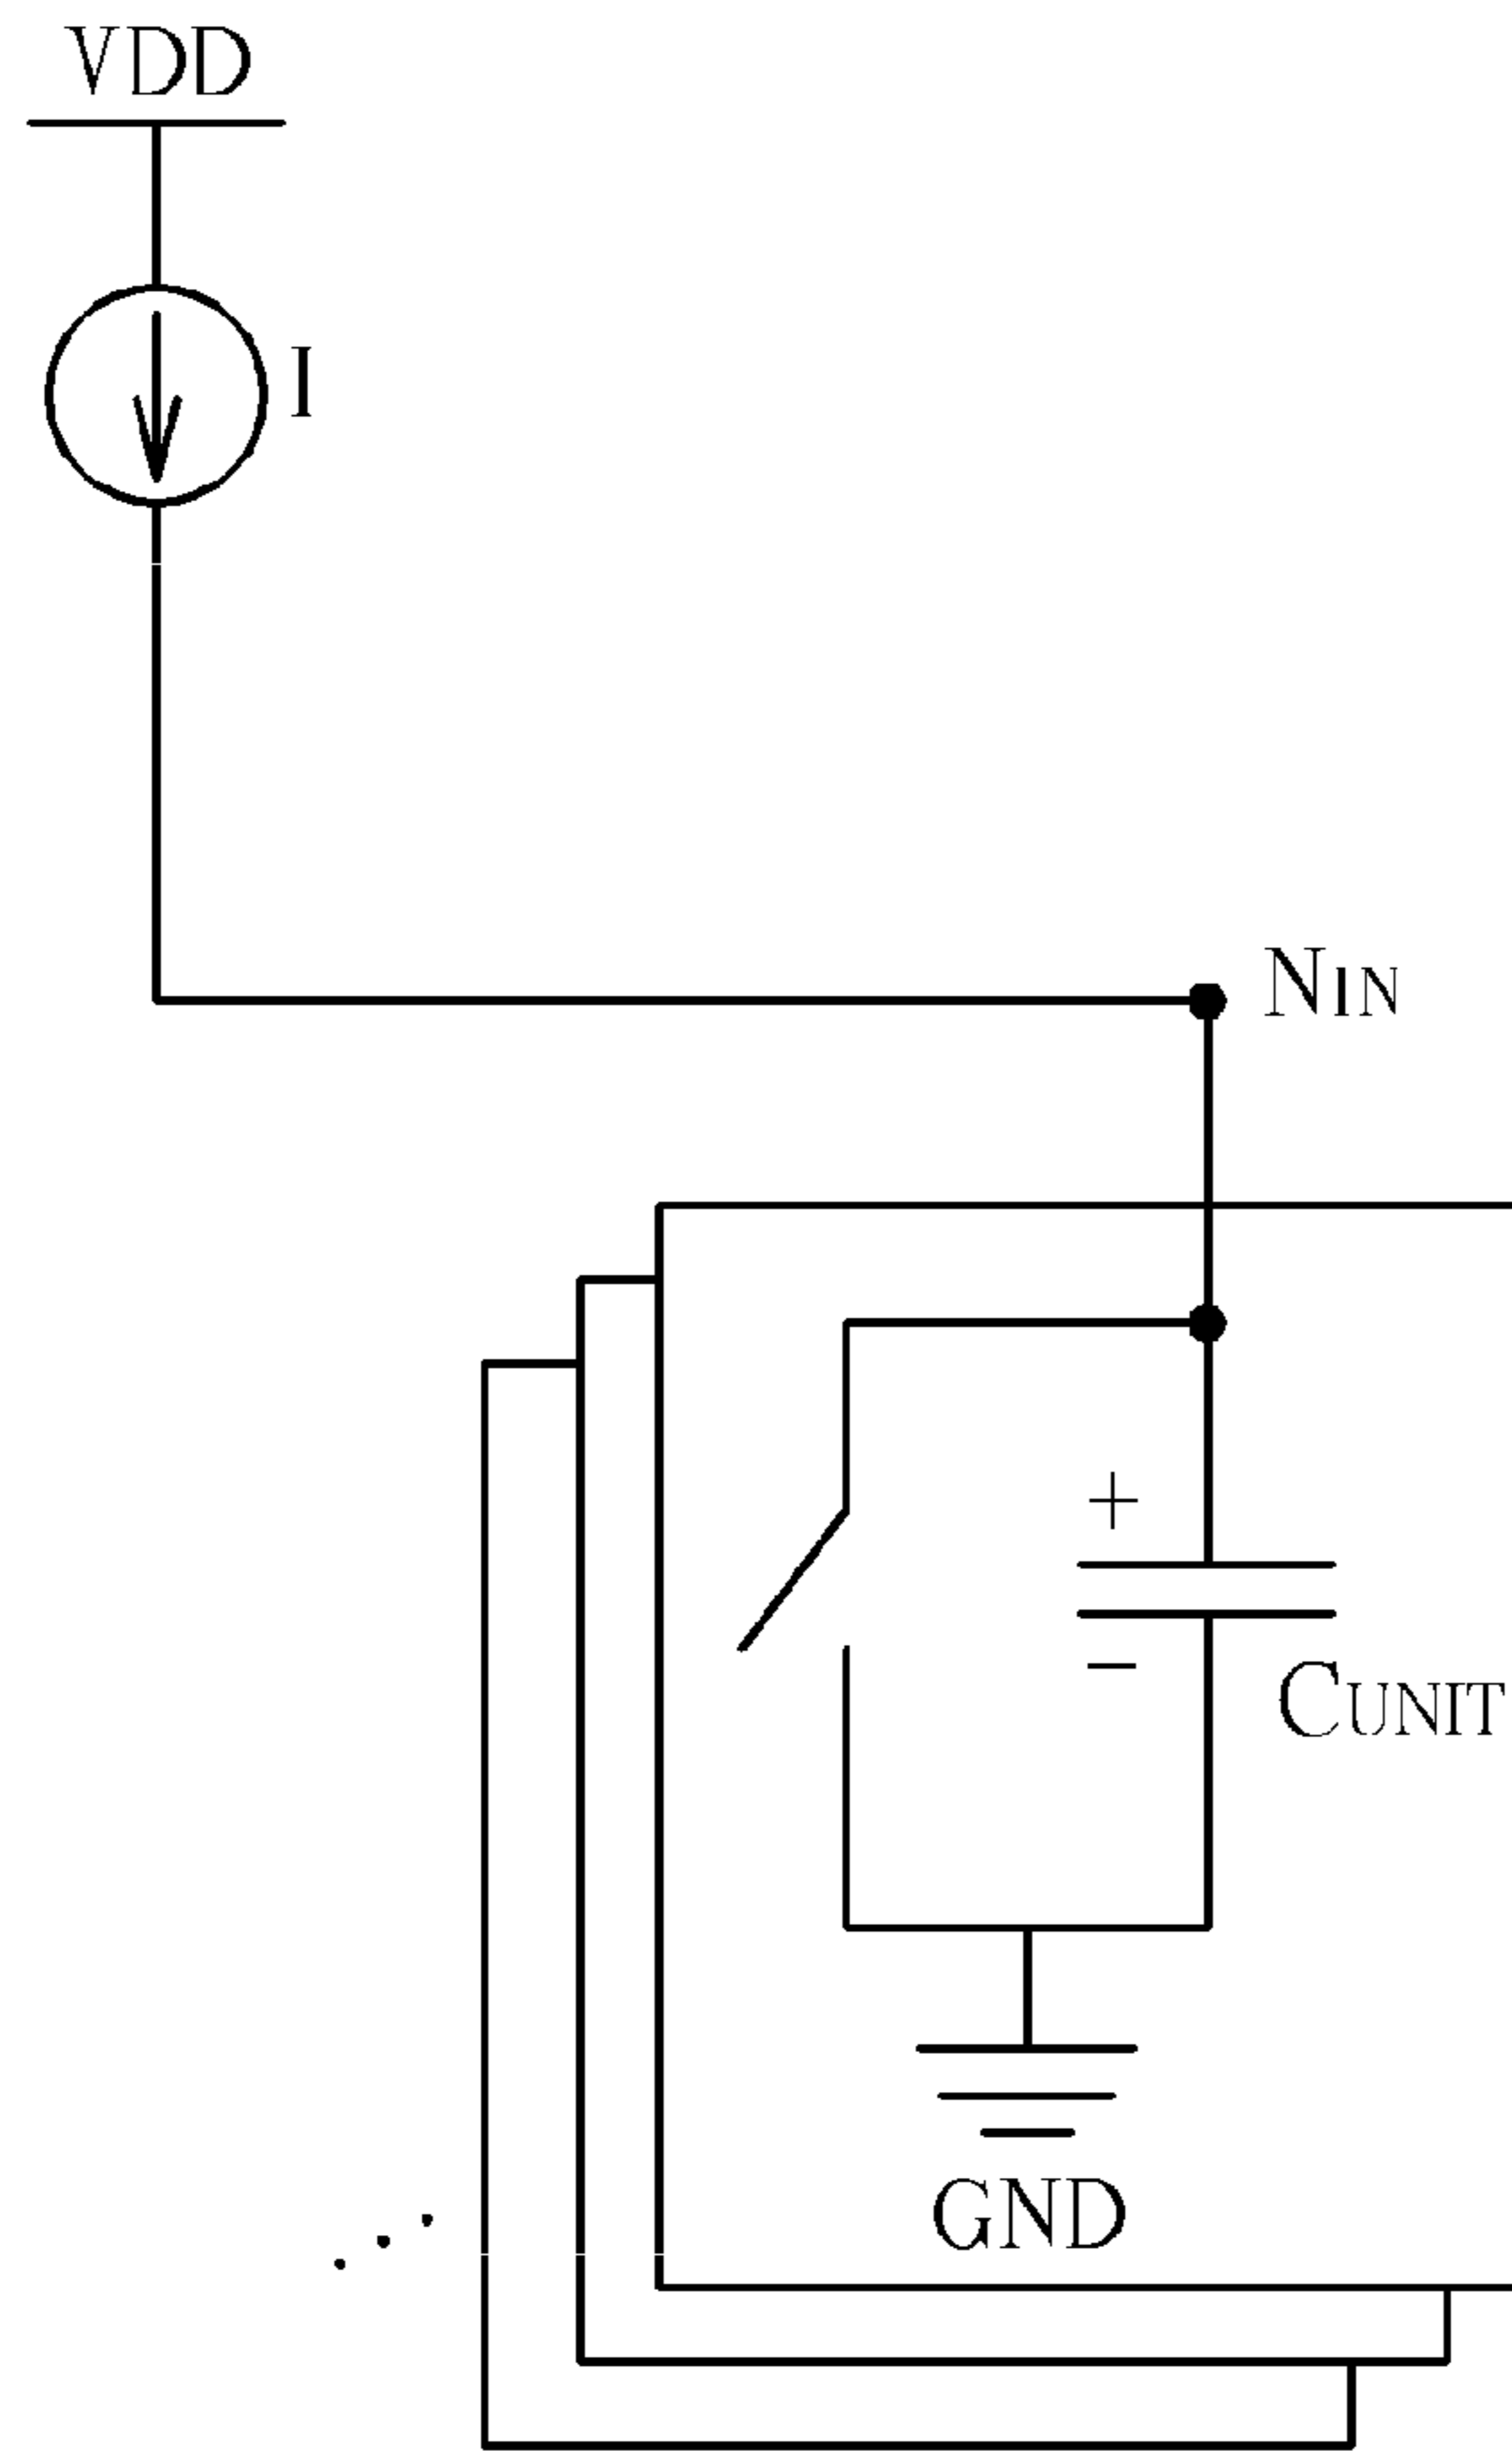 VDD
I
NIN
+
−
CUNIT
GND